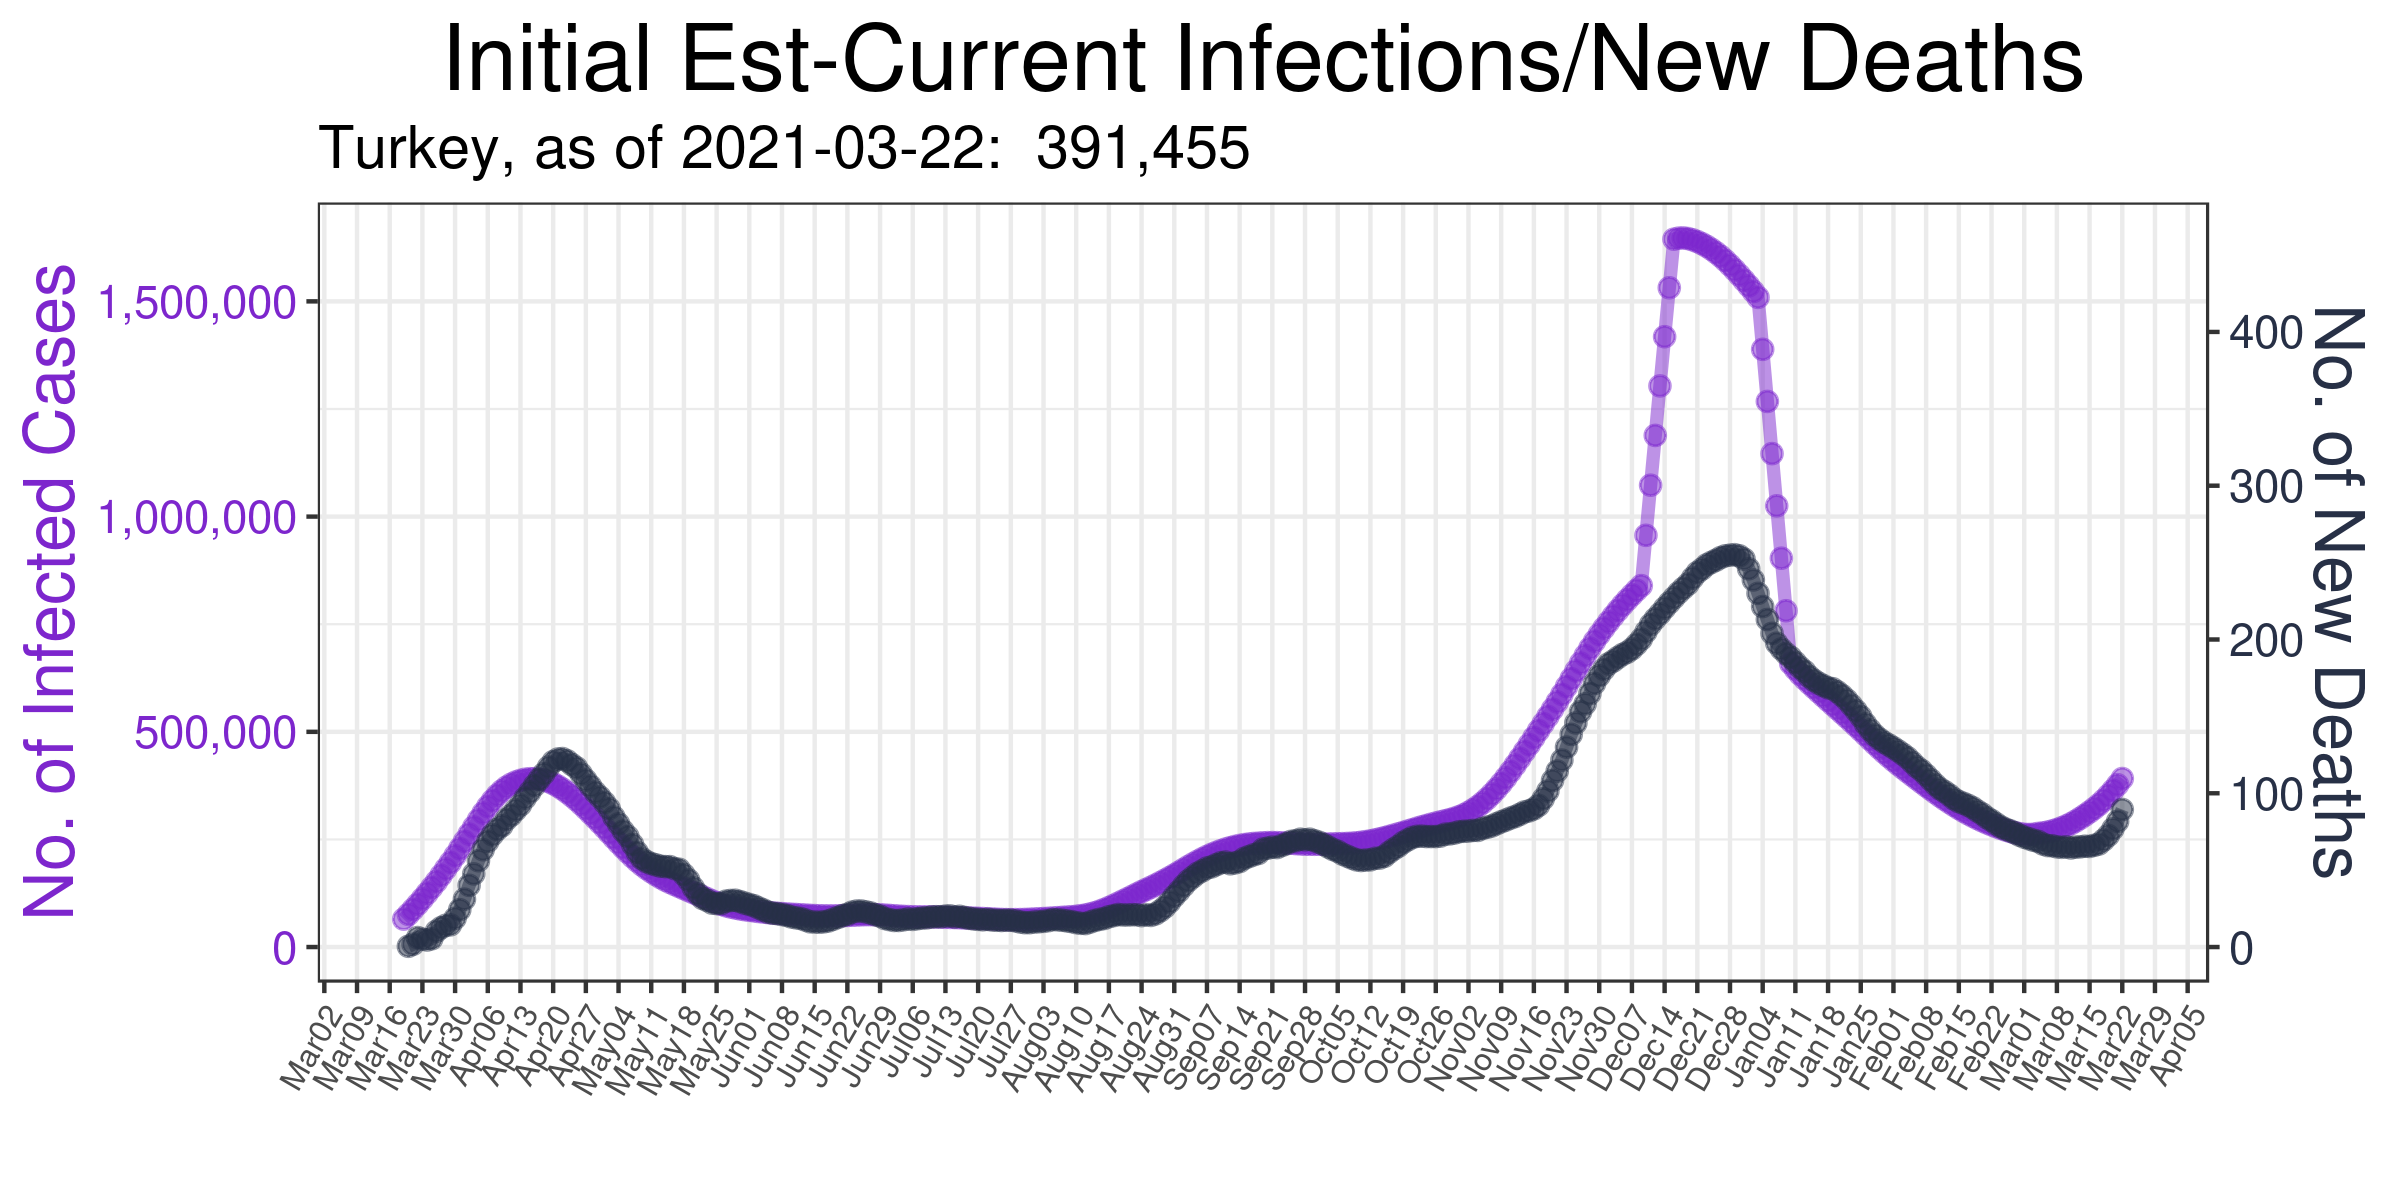 Initial Est-Current Infections/New Deaths
Turkey, as of 2021-03-22:  391,455
No. of Infected Cases
1,500,000
1,000,000
500,000
0
400
300
200
100
0
No. of New Deaths
Mar02
Mar09
Mar16
Mar23
Mar30
Apr06
Apr13
Apr20
Apr27
May04
May11
May18
May25
Jun01
Jun08
Jun15
Jun22
Jun29
Jul06
Jul13
Jul20
Jul27
Aug03
Aug10
Aug17
Aug24
Aug31
Sep07
Sep14
Sep21
Sep28
Oct05
Oct12
Oct19
Oct26
Nov02
Nov09
Nov16
Nov23
Nov30
Dec07
Dec14
Dec21
Dec28
Jan04
Jan11
Jan18
Jan25
Feb01
Feb08
Feb15
Feb22
Mar01
Mar08
Mar15
Mar22
Mar29
Apr05